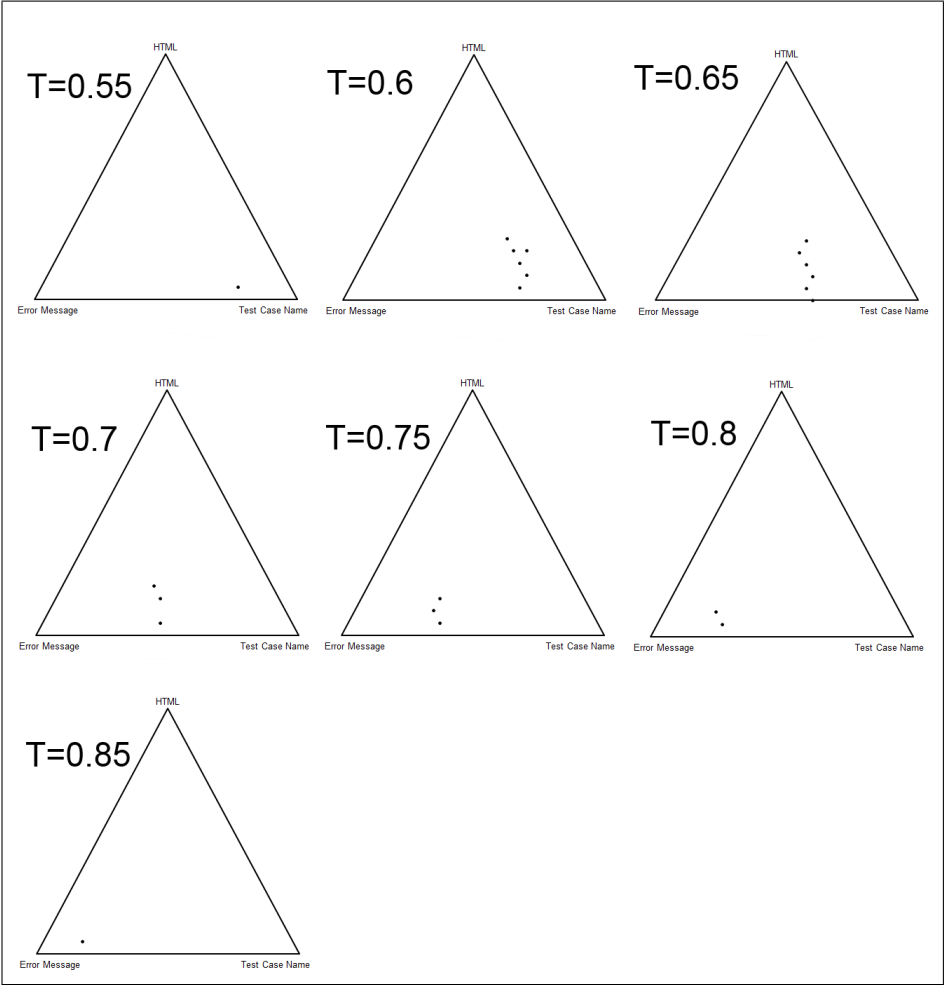 HTML
T=0.55
Error Message Test Case Name
HTML
T=0.6
Error Message Test Case Name
HTML
T=0.65
Error Message Test Case Name
HTML
T=0.7
Error Message Test Case Name
HTML
T=0.75
Error Message Test Case Name
HTML
T=0.8
Error Message Test Case Name
HTML
T=0.85
Error Message Test Case Name